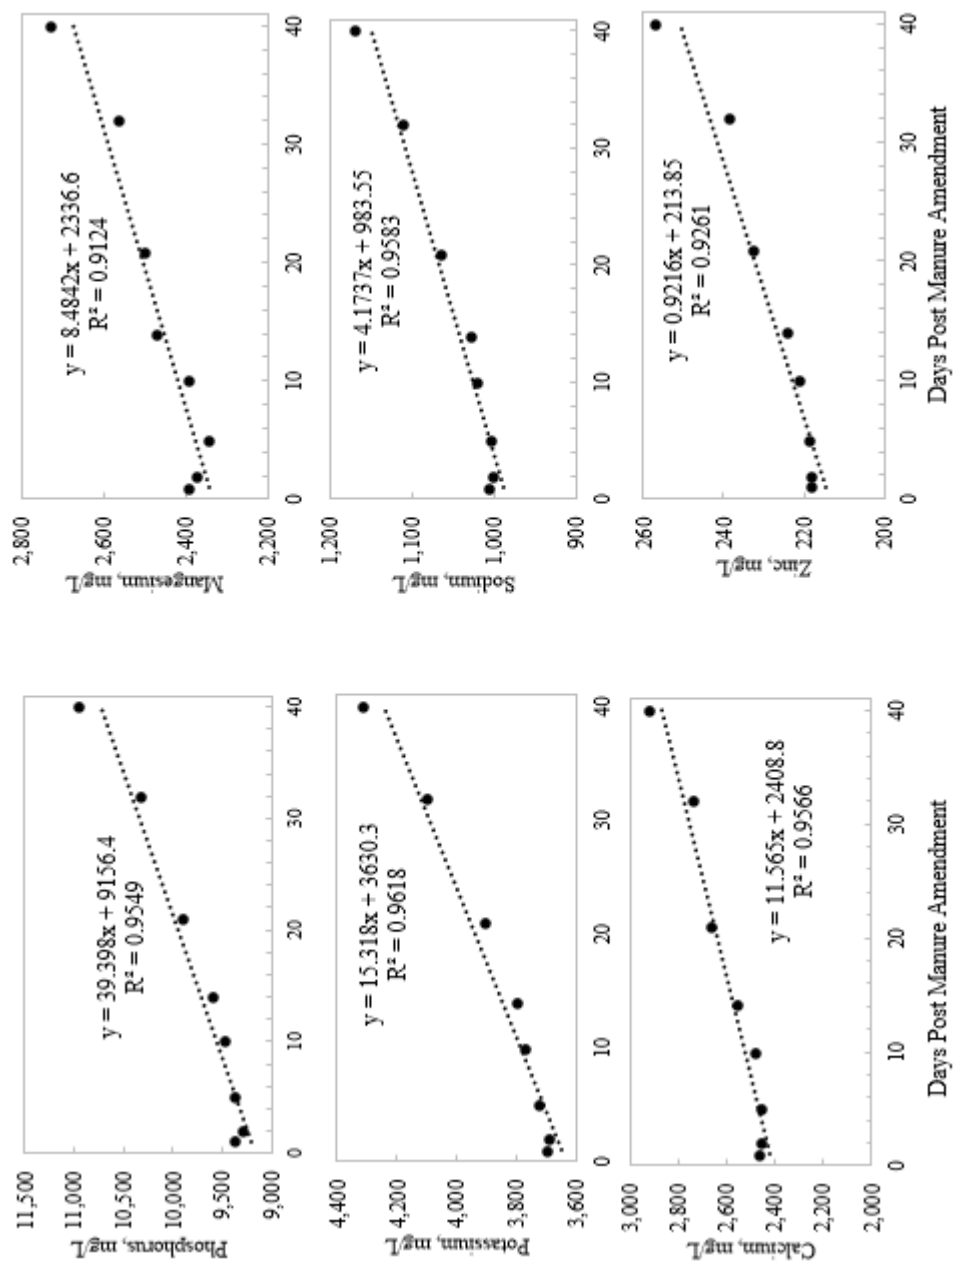 11,500
11,000
10,500
10,000
9,500
9,000
Phosphorus, mg/L
y = 39.398x + 9156.4
R² = 0.9549
0 10 20 30 40
2,800
2,600
2,400
2,200
Mangesium, mg/L
y = 8.4842x + 2336.6
R² = 0.9124
0 10 20 30 40
4,400
4,200
4,000
3,800
3,600
Potassium, mg/L
y = 15.318x + 3630.3
R² = 0.9618
0 10 20 30 40
1,200
1,100
1,000
900
Sodium, mg/L
y = 4.1737x + 983.55
R² = 0.9583
0 10 20 30 40
3,000
2,800
2,600
2,400
2,200
2,000
Calcium, mg/L
y = 11.565x + 2408.8
R² = 0.9566
0 10 20 30 40
Days Post Manure Amendment
260
240
220
200
Zinc, mg/L
y = 0.9216x + 213.85
R² = 0.9261
0 10 20 30 40
Days Post Manure Amendment